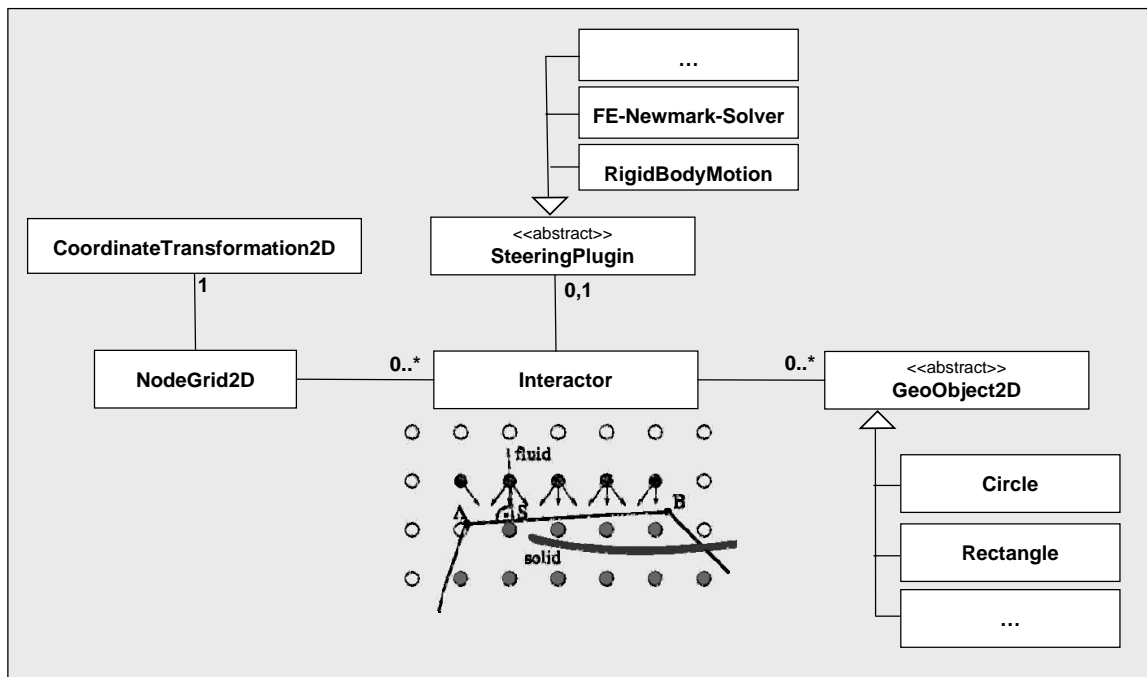 …
FE-Newmark-Solver
RigidBodyMotion
<<abstract>>
SteeringPlugin
CoordinateTransformation2D
1
0,1
NodeGrid2D
0..*
Interactor
0..*
<<abstract>>
GeoObject2D
fluid
A
S
B
solid
Circle
Rectangle
…